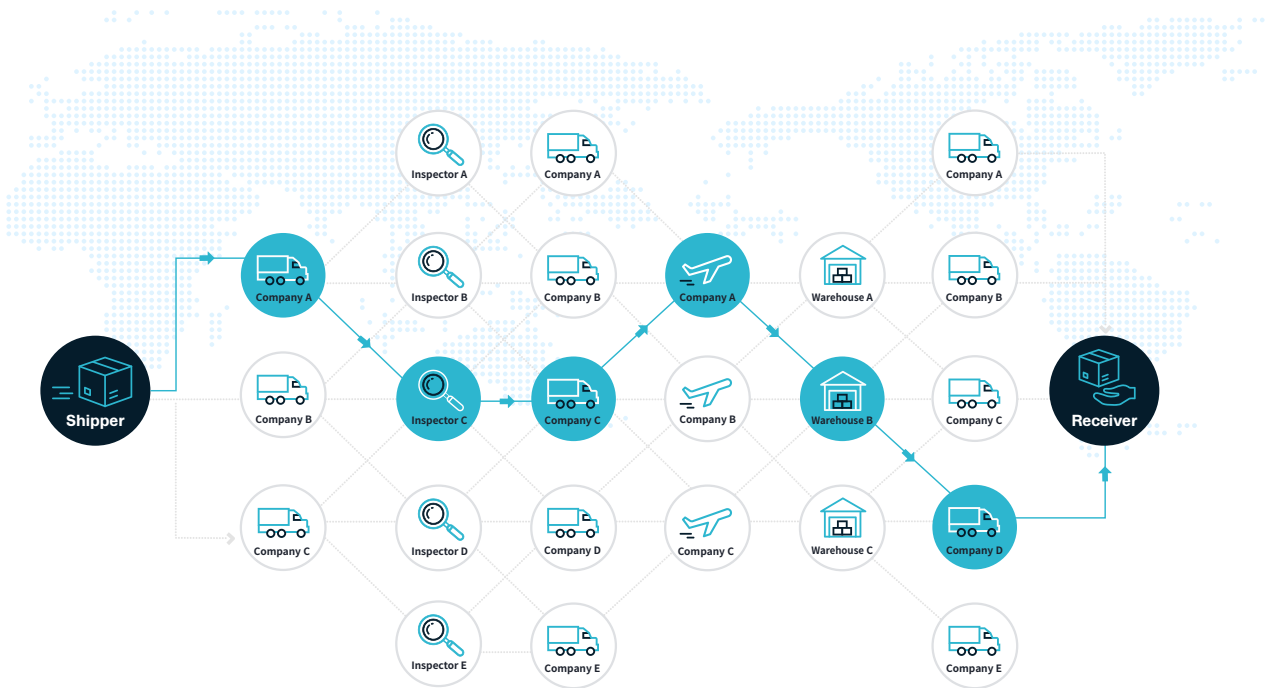 Inspector A
Company A
Company A
Company A
Inspector B
Company B
Company A
Warehouse A
Company B
Shipper
Company B
Inspector C
Company C
Company B
Warehouse B
Company C
Receiver
Company C
Inspector D
Company D
Company C
Warehouse C
Company D
Inspector E
Company E
Company E